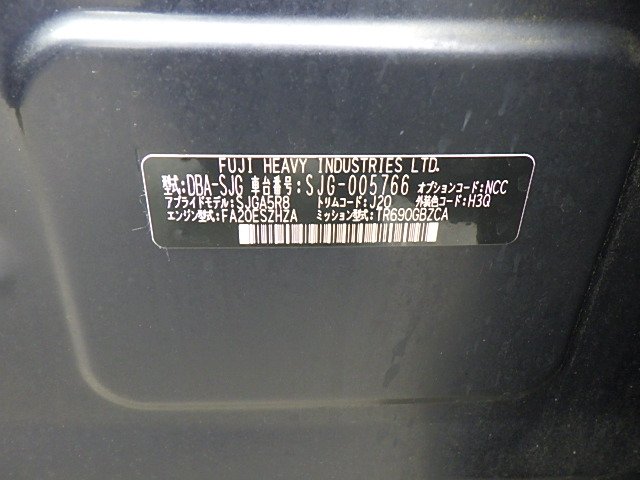 FUJI HEAVY INDUSTRIES LTD.
型式:DBA-SJG 車台番号:SJG-005766 オプションコード:NCC
アプライドモデル:SJGA5R8 トリムコード:J20 外装色コード:H3Q
エンジン型式:FA20ESZHZA ミッション型式:TR690GBZCA